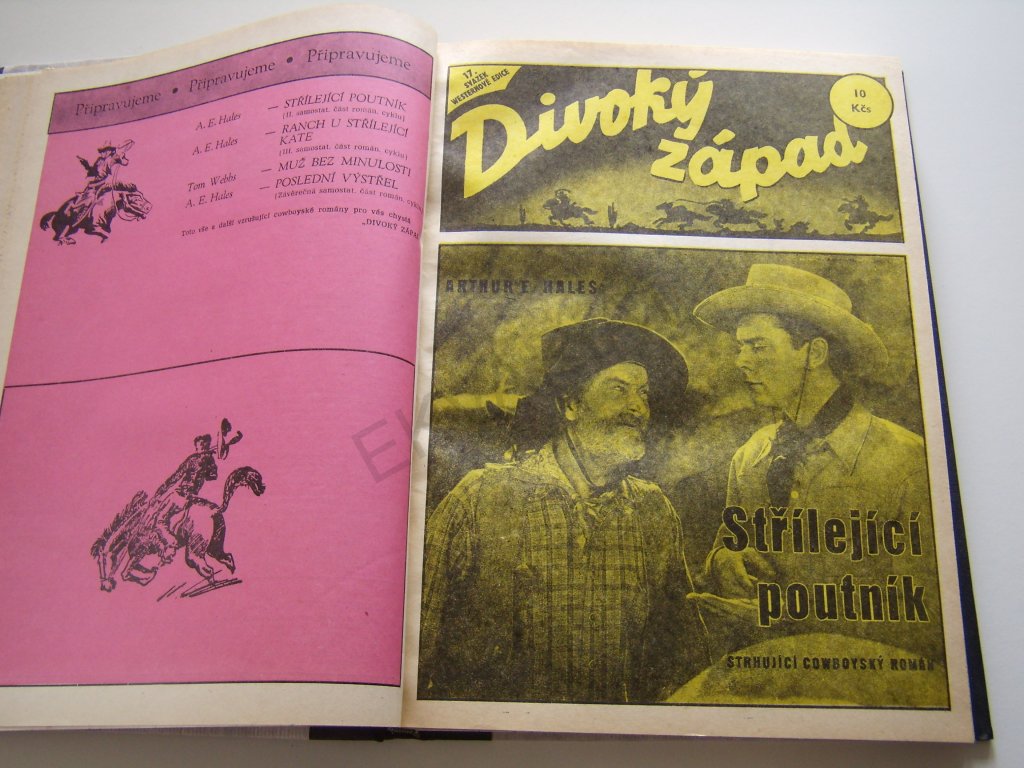 Připravujeme • Připravujeme • Připravujeme
A. E. Hales — STŘÍLEJÍCÍ POUTNÍK
(II. samostat. část román. cyklu)
A. E. Hales — RANCH U STŘÍLEJÍCÍ
KATE
(III. samostat. část román. cyklu)
Tom Webbs — MUŽ BEZ MINULOSTI
A. E. Hales — POSLEDNÍ VÝSTŘEL
(Závěrečná samostat. část román.
Toto vše a další vzrušující cowboyské romány pro vás chystá
„DIVOKÝ
17
SVAZEK
WESTERNOVÉ EDICE
Divoký
západ
10
Kčs
ARTHUR E. HALES
Střílející
poutník
STRHUJÍCÍ COWBOYSKÝ ROMÁN